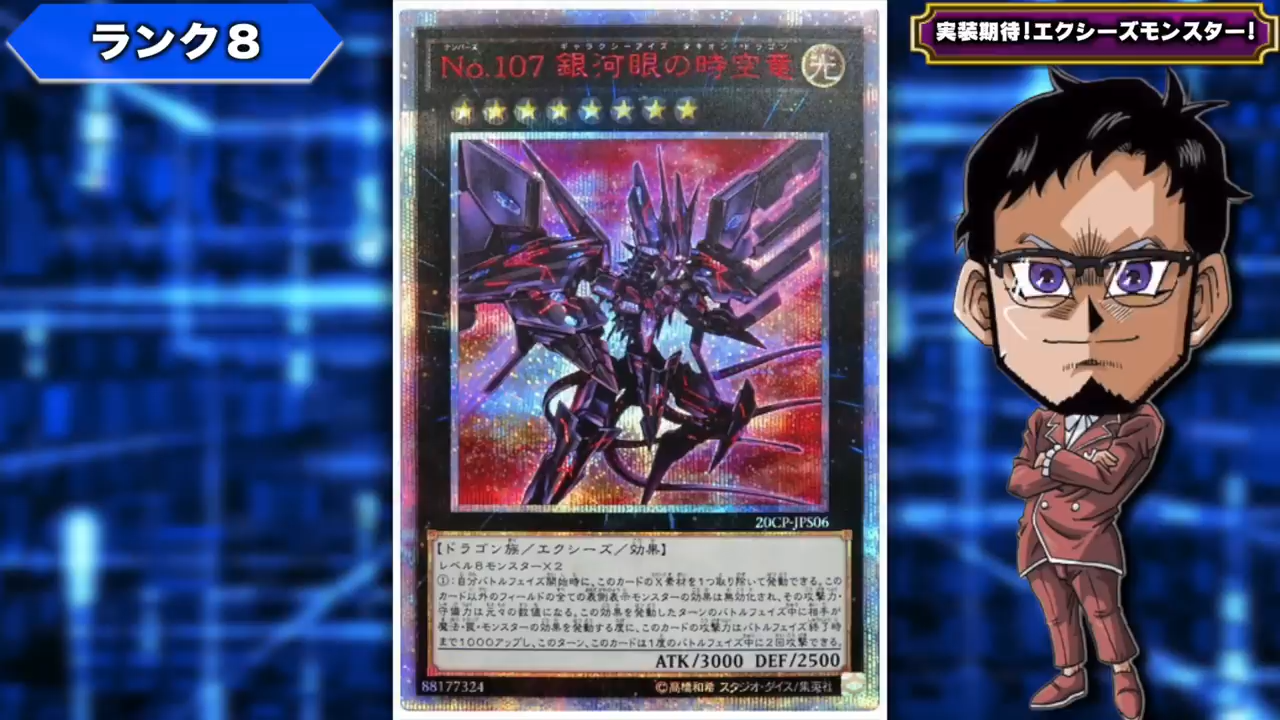 ランク8
実装期待!エクシーズモンスター!
ナンバーズ ギャラクシーアイズ・タキオン・ドラゴン
No.107 銀河眼の時空竜
光
20CP-JPS06
【ドラゴン族/エクシーズ/効果】
レベル8モンスター×2
①:自分バトルフェイズ開始時に、このカードのX素材を1つ取り除いて発動できる。この
カード以外のフィールドの全ての表側表示モンスターの効果は無効化され、その攻撃力・
守備力は元々の数値になる。この効果を発動したターンのバトルフェイズ中に相手が
魔法・罠・モンスターの効果を発動する度に、このカードの攻撃力はバトルフェイズ終了時
まで1000アップし、このターン、このカードは1度のバトルフェイズ中に2回攻撃できる。
ATK/3000 DEF/2500
88177324
©高橋和希 スタジオ・ダイス/集英社